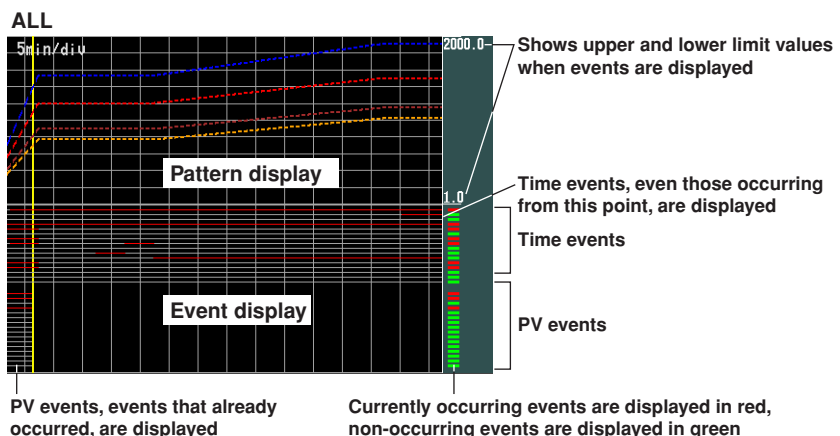 ALL
5min/div
2000.0
Shows upper and lower limit values
when events are displayed
Pattern display
1.0
Time events, even those occurring
from this point, are displayed
Time events
Event display
PV events
PV events, events that already
occurred, are displayed
Currently occurring events are displayed in red,
non-occurring events are displayed in green